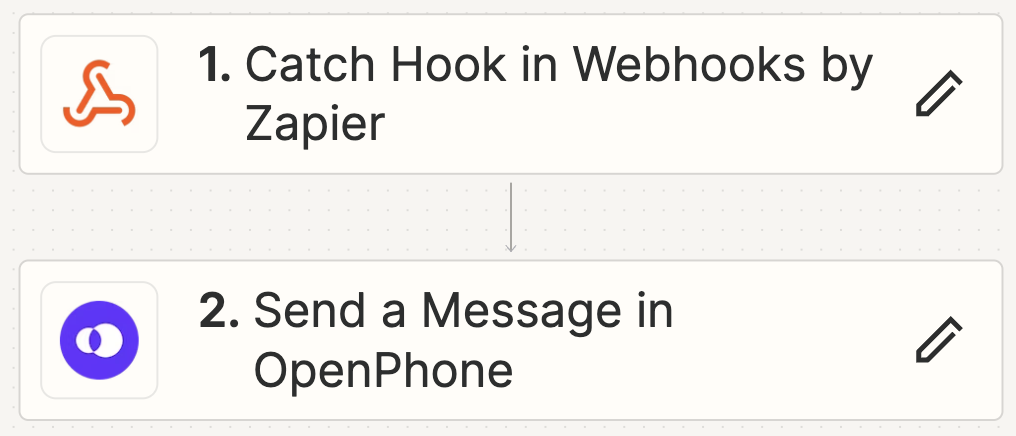 1. Catch Hook in Webhooks by
Zapier
2. Send a Message in
OpenPhone